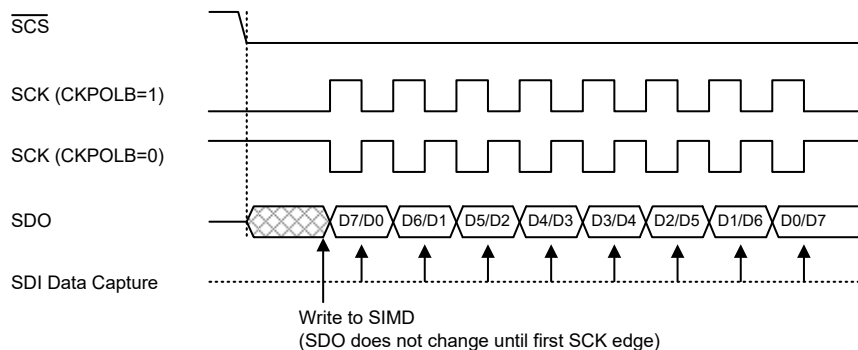 SCS
SCK (CKPOLB=1)
SCK (CKPOLB=0)
SDO
D7/D0 D6/D1 D5/D2 D4/D3 D3/D4 D2/D5 D1/D6 D0/D7
SDI Data Capture
Write to SIMD
(SDO does not change until first SCK edge)